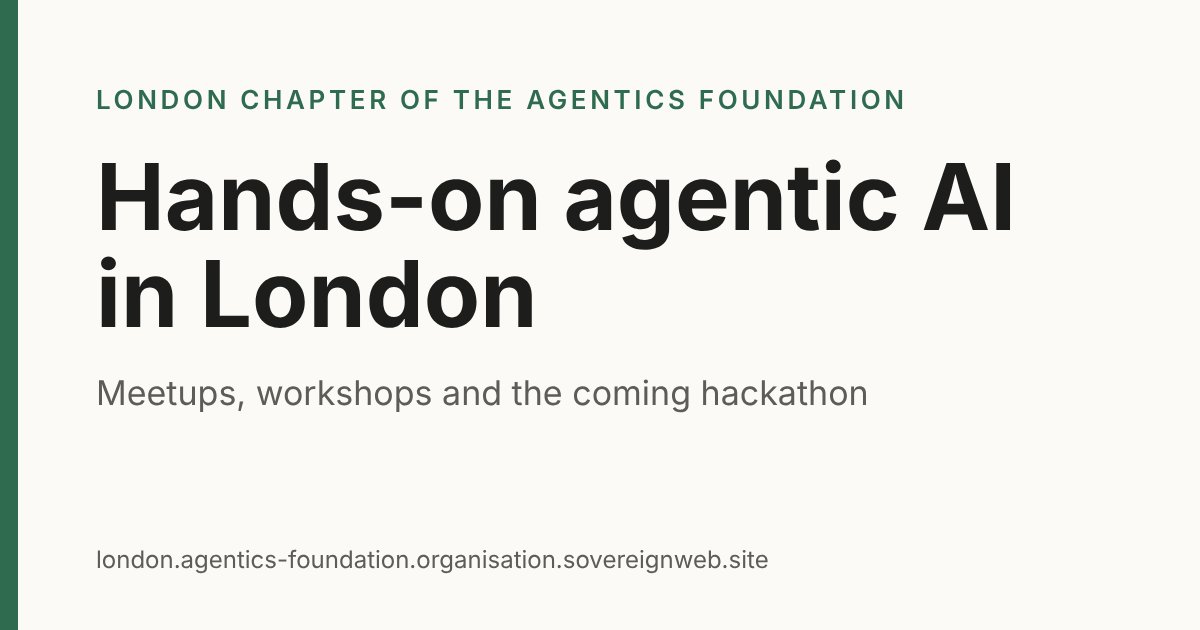 LONDON CHAPTER OF THE AGENTICS FOUNDATION
Hands-on agentic AI
in London
Meetups, workshops and the coming hackathon
london.agentics-foundation.organisation.sovereignweb.site